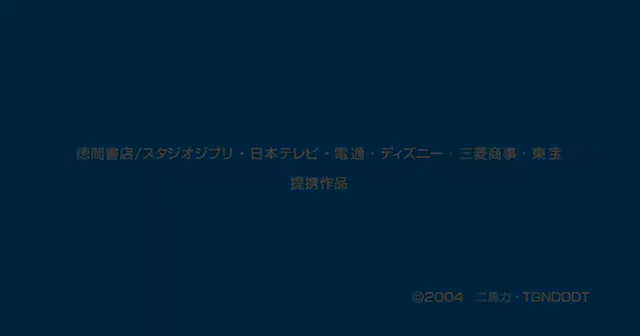 徳間書店/スタジオジブリ・日本テレビ・電通・ディズニー・三菱商事・東宝
提携作品
©2004 二馬力・TGNDDDT